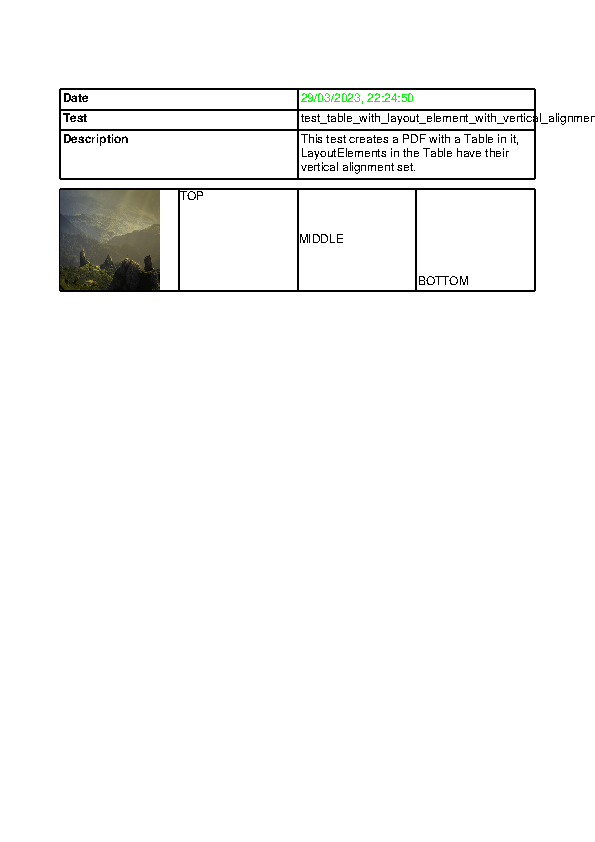 Date
29/03/2023, 22:24:50
Test
test_table_with_layout_element_with_vertical_alignmen
Description
This test creates a PDF with a Table in it,
LayoutElements in the Table have their
vertical alignment set.
TOP
MIDDLE
BOTTOM